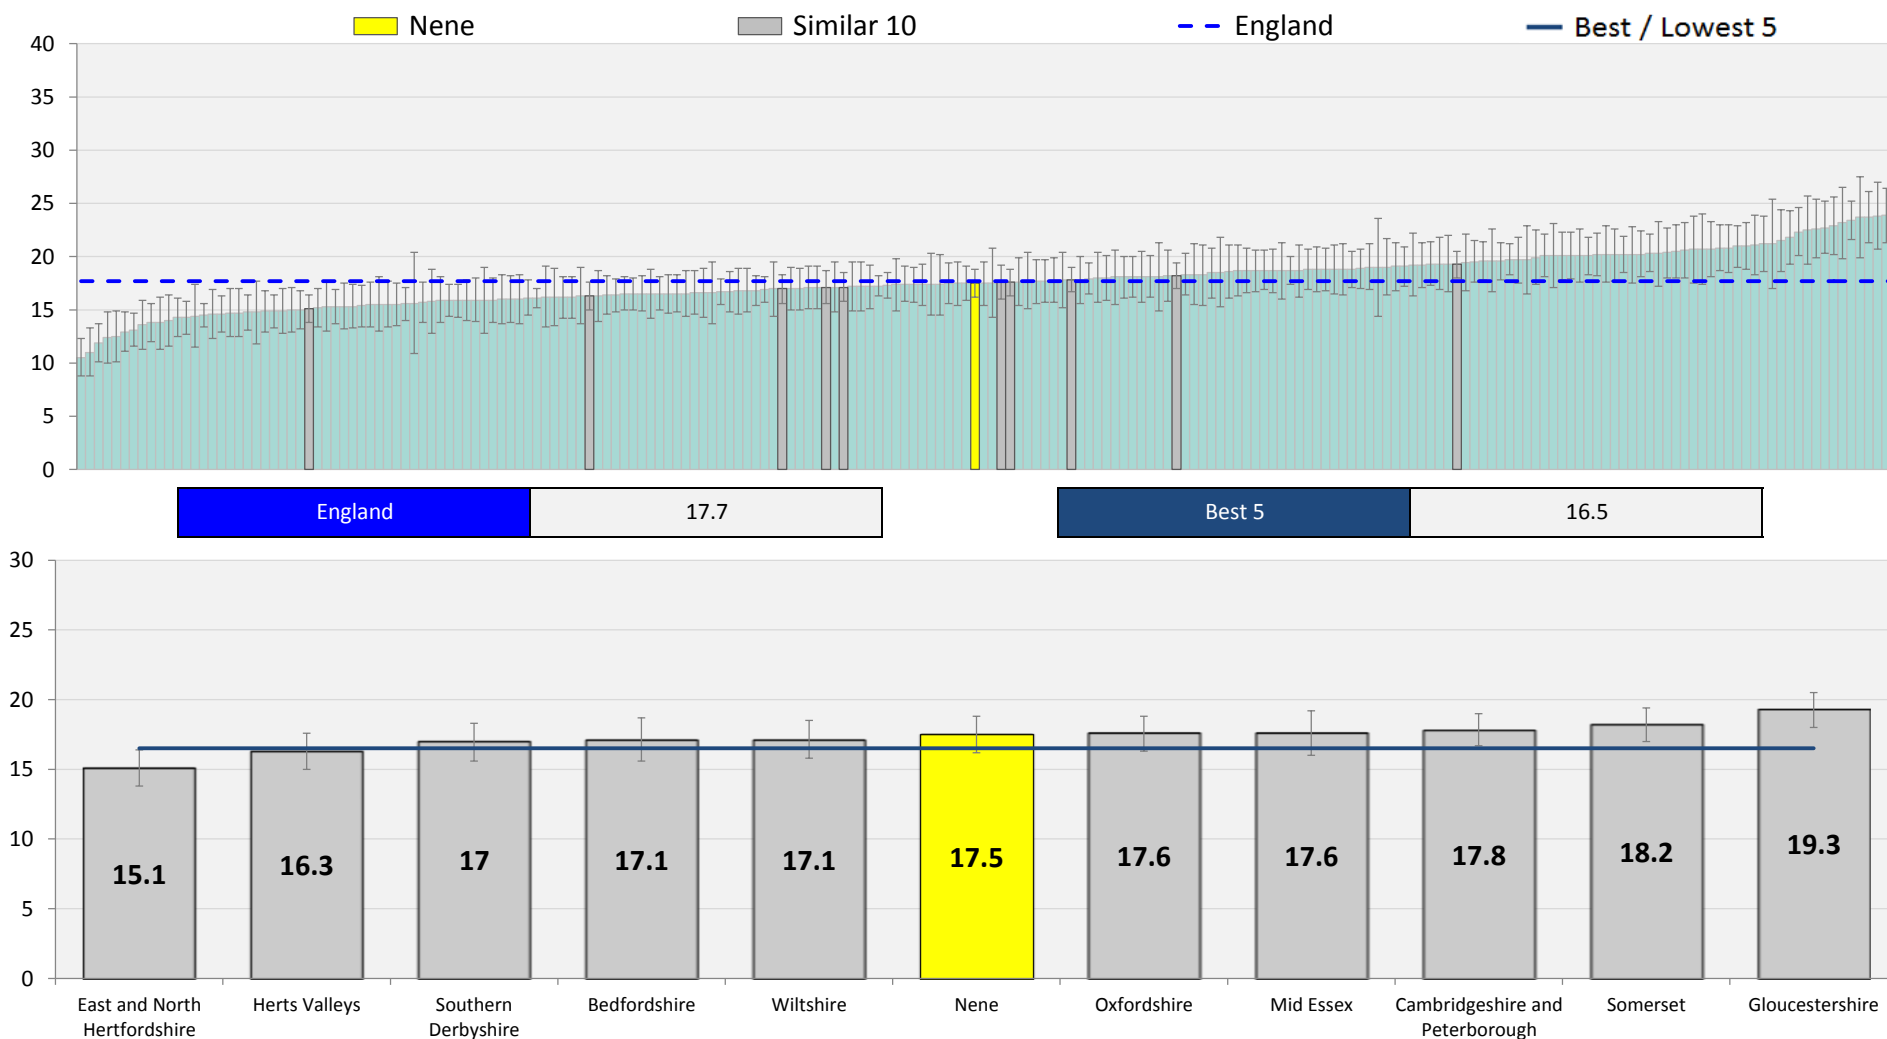 Nene
Similar 10
England
Best / Lowest 5
40
35
30
25
20
15
10
5
0
England
17.7
Best 5
16.5
30
25
20
15
10
5
0
15.1
16.3
17
17.1
17.1
17.5
17.6
17.6
17.8
18.2
19.3
East and North
Hertfordshire
Herts Valleys
Southern
Derbyshire
Bedfordshire
Wiltshire
Nene
Oxfordshire
Mid Essex
Cambridgeshire and
Peterborough
Somerset
Gloucestershire